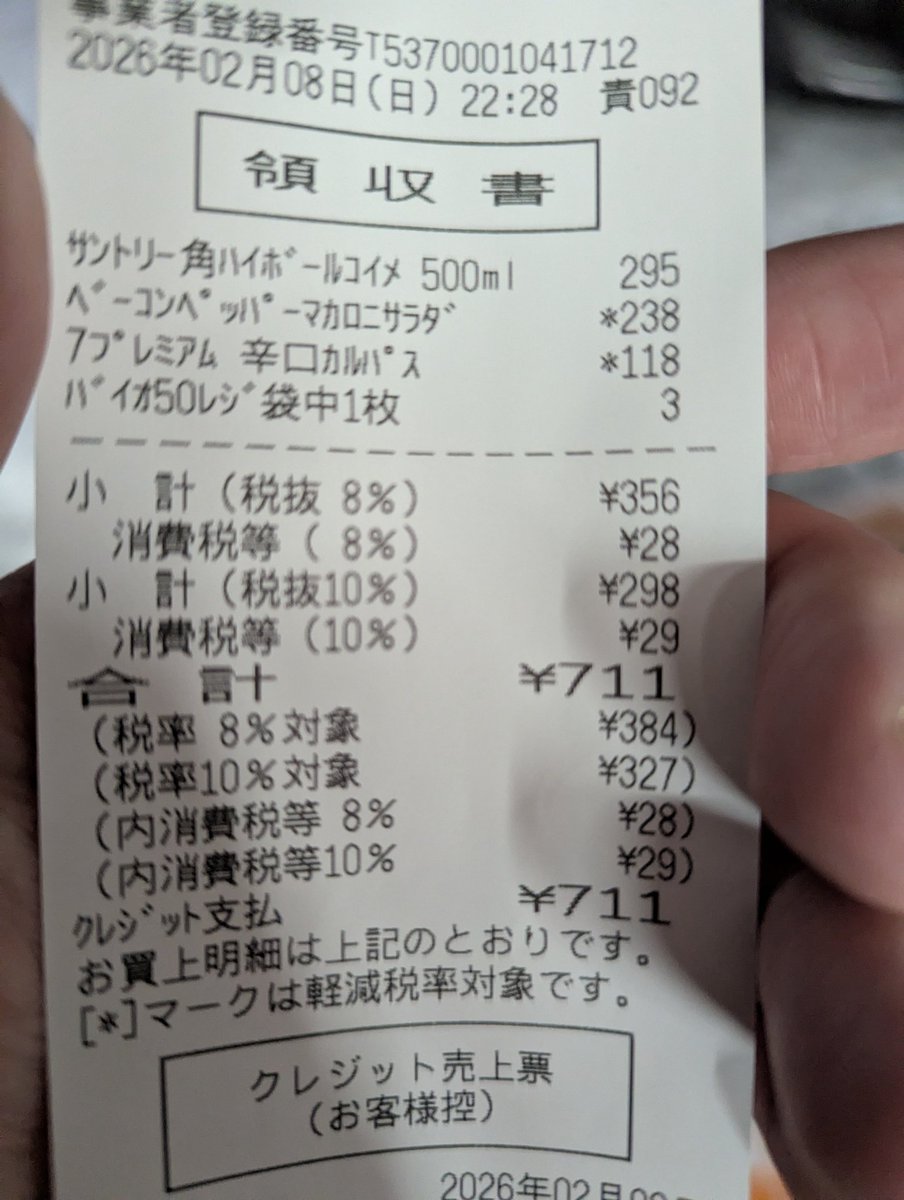 事業者登録番号T5370001041712
2026年02月08日(日) 22:28 責092
領収書
ｻﾝﾄﾘｰ角ﾊｲﾎﾞｰﾙｺｲﾒ 500ml 295
ﾍﾞｰｺﾝﾍﾟｯﾊﾟｰﾏｶﾛﾆｻﾗﾀﾞ *238
7ﾌﾟﾚﾐｱﾑ 辛口ｶﾙﾊﾟｽ *118
ﾊﾞｲｵ50ﾚｼﾞ袋中1枚 3
小 計 (税抜 8%) ¥356
消費税等 ( 8%) ¥28
小 計 (税抜10%) ¥298
消費税等 (10%) ¥29
合 計 ¥711
(税率 8%対象 ¥384)
(税率10%対象 ¥327)
(内消費税等 8% ¥28)
(内消費税等10% ¥29)
ｸﾚｼﾞｯﾄ支払 ¥711
お買上明細は上記のとおりです。
[*]マークは軽減税率対象です。
クレジット売上票
(お客様控)
2026年02月